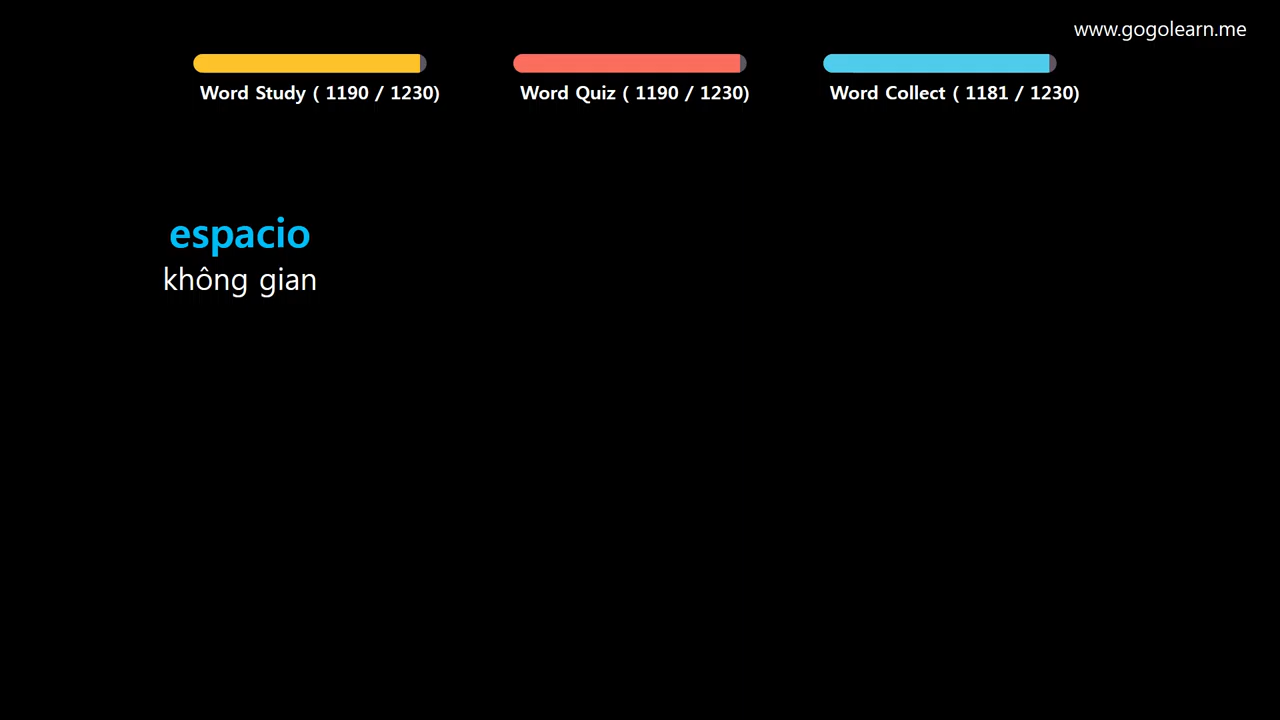 www.gogolearn.me
Word Study ( 1190 / 1230)
Word Quiz ( 1190 / 1230)
Word Collect ( 1181 / 1230)
espacio
không gian